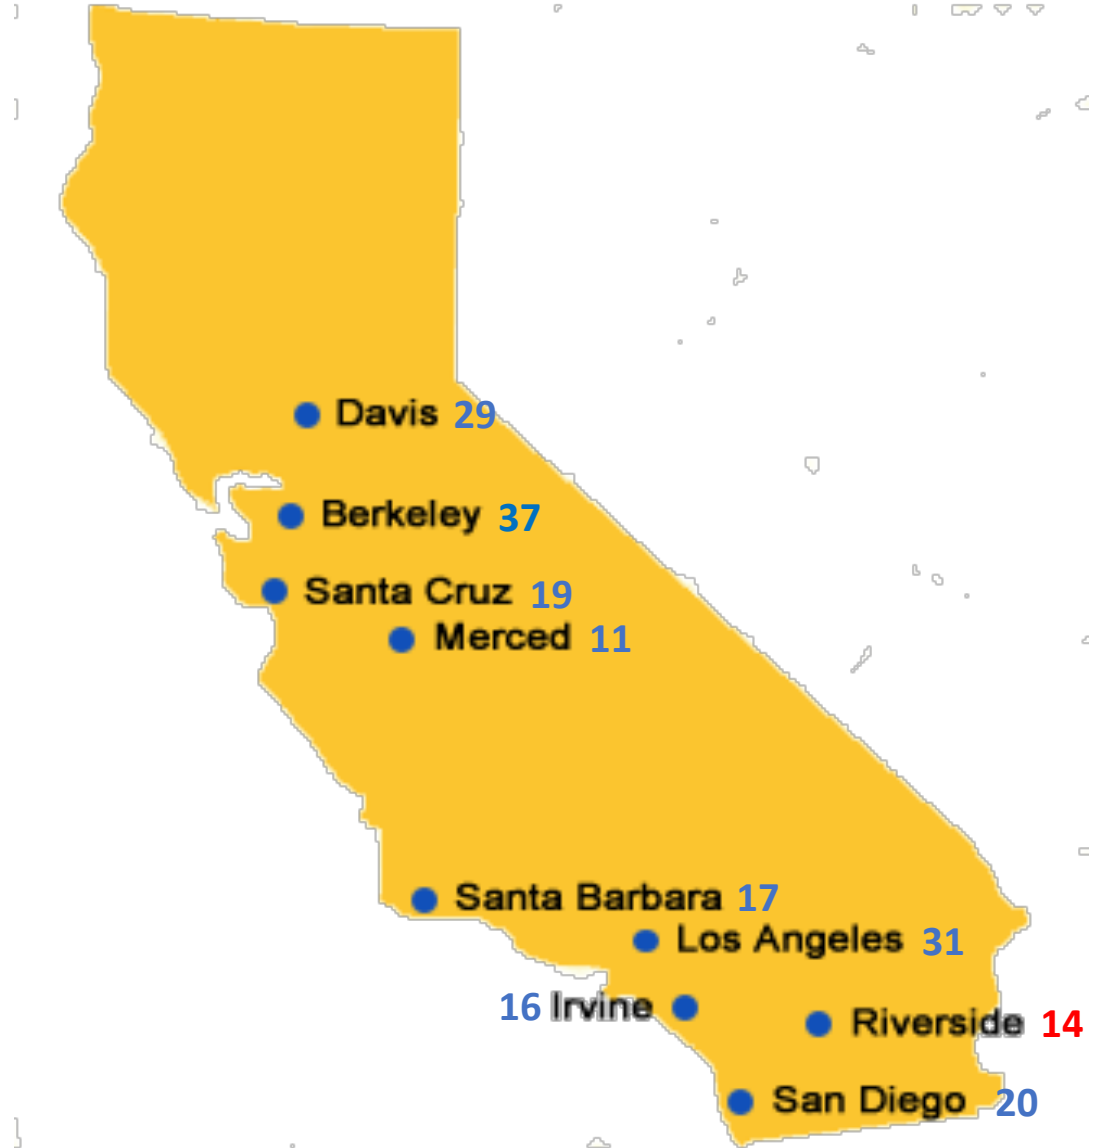 Davis 29
Berkeley 37
Santa Cruz 19
Merced 11
Santa Barbara 17
Los Angeles 31
16 Irvine
Riverside 14
San Diego 20